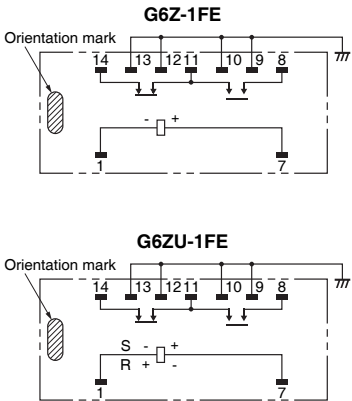 G6Z-1FE
Orientation mark
14 13 12 11 10 9 8
- +
1 7
G6ZU-1FE
Orientation mark
14 13 12 11 10 9 8
S - +
R + -
1 7